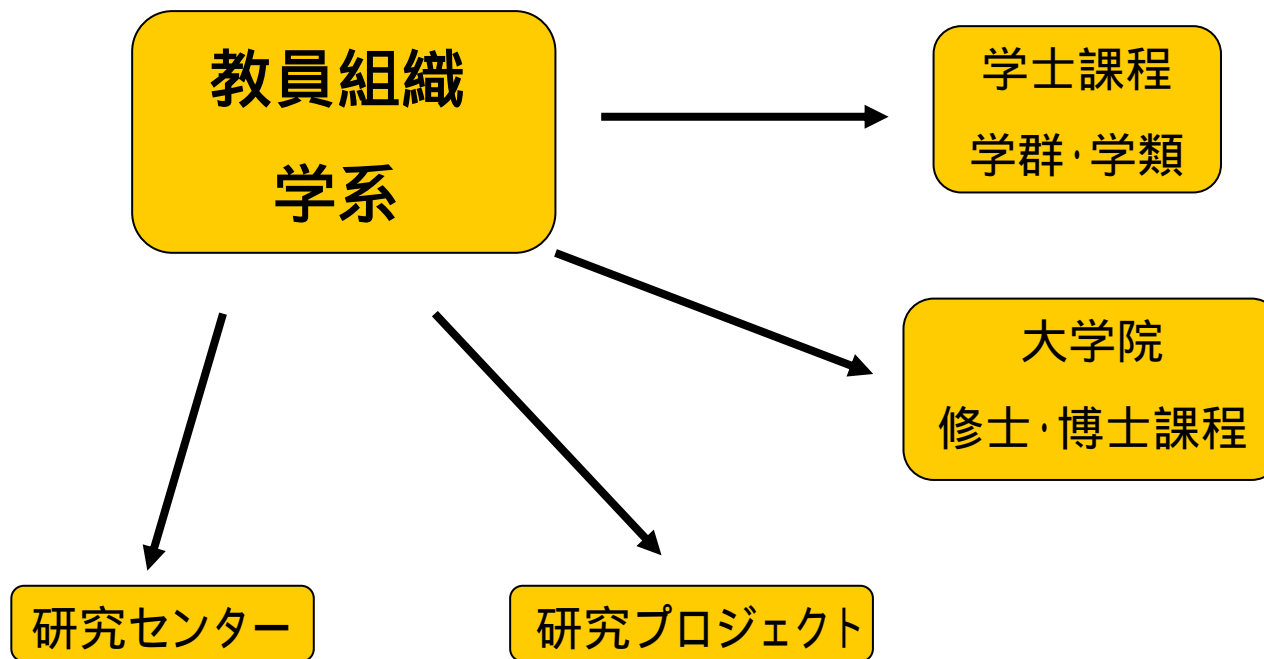 教員組織
学系
学士課程
学群・学類
大学院
修士・博士課程
研究センター
研究プロジェクト